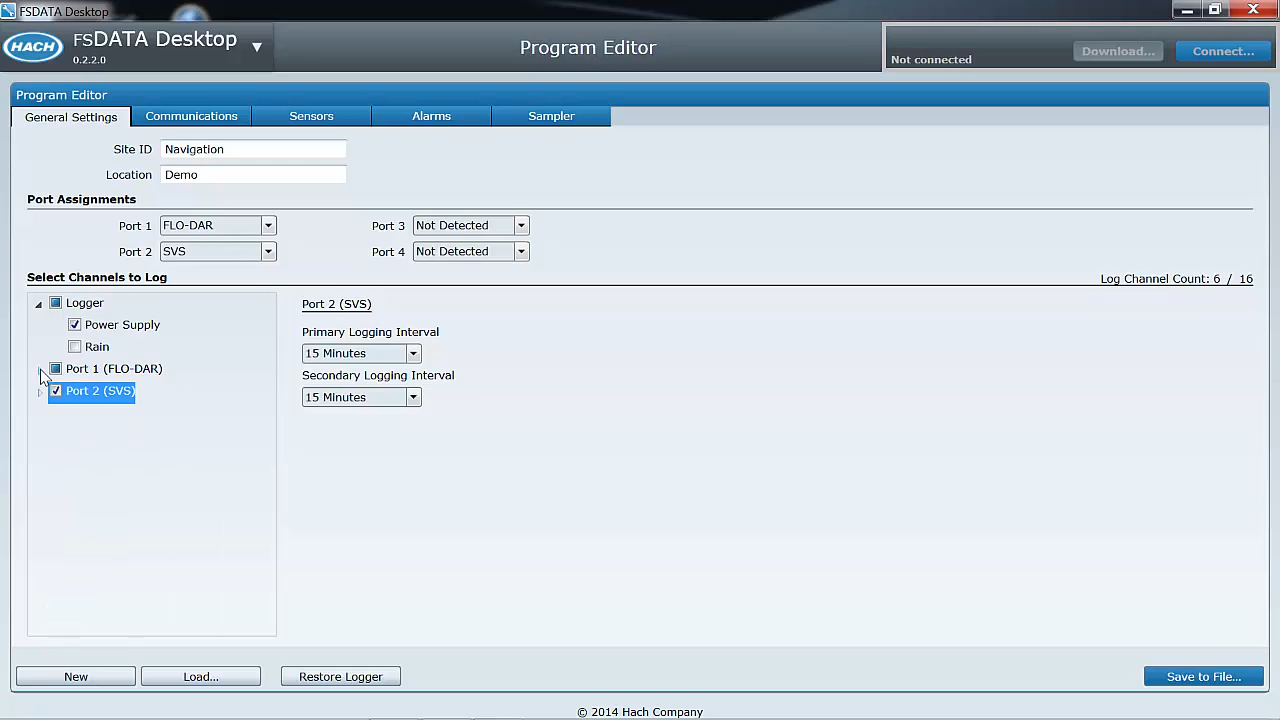 FSDATA Desktop
HACH
FSDATA Desktop
0.2.2.0
Program Editor
Not connected
Download...
Connect...
Program Editor
General Settings
Communications
Sensors
Alarms
Sampler
Site ID
Navigation
Location
Demo
Port Assignments
Port 1
FLO-DAR
Port 3
Not Detected
Port 2
SVS
Port 4
Not Detected
Select Channels to Log
Log Channel Count: 6 / 16
Logger
Power Supply
Rain
Port 1 (FLO-DAR)
Port 2 (SVS)
Port 2 (SVS)
Primary Logging Interval
15 Minutes
Secondary Logging Interval
15 Minutes
New
Load...
Restore Logger
Save to File...
© 2014 Hach Company